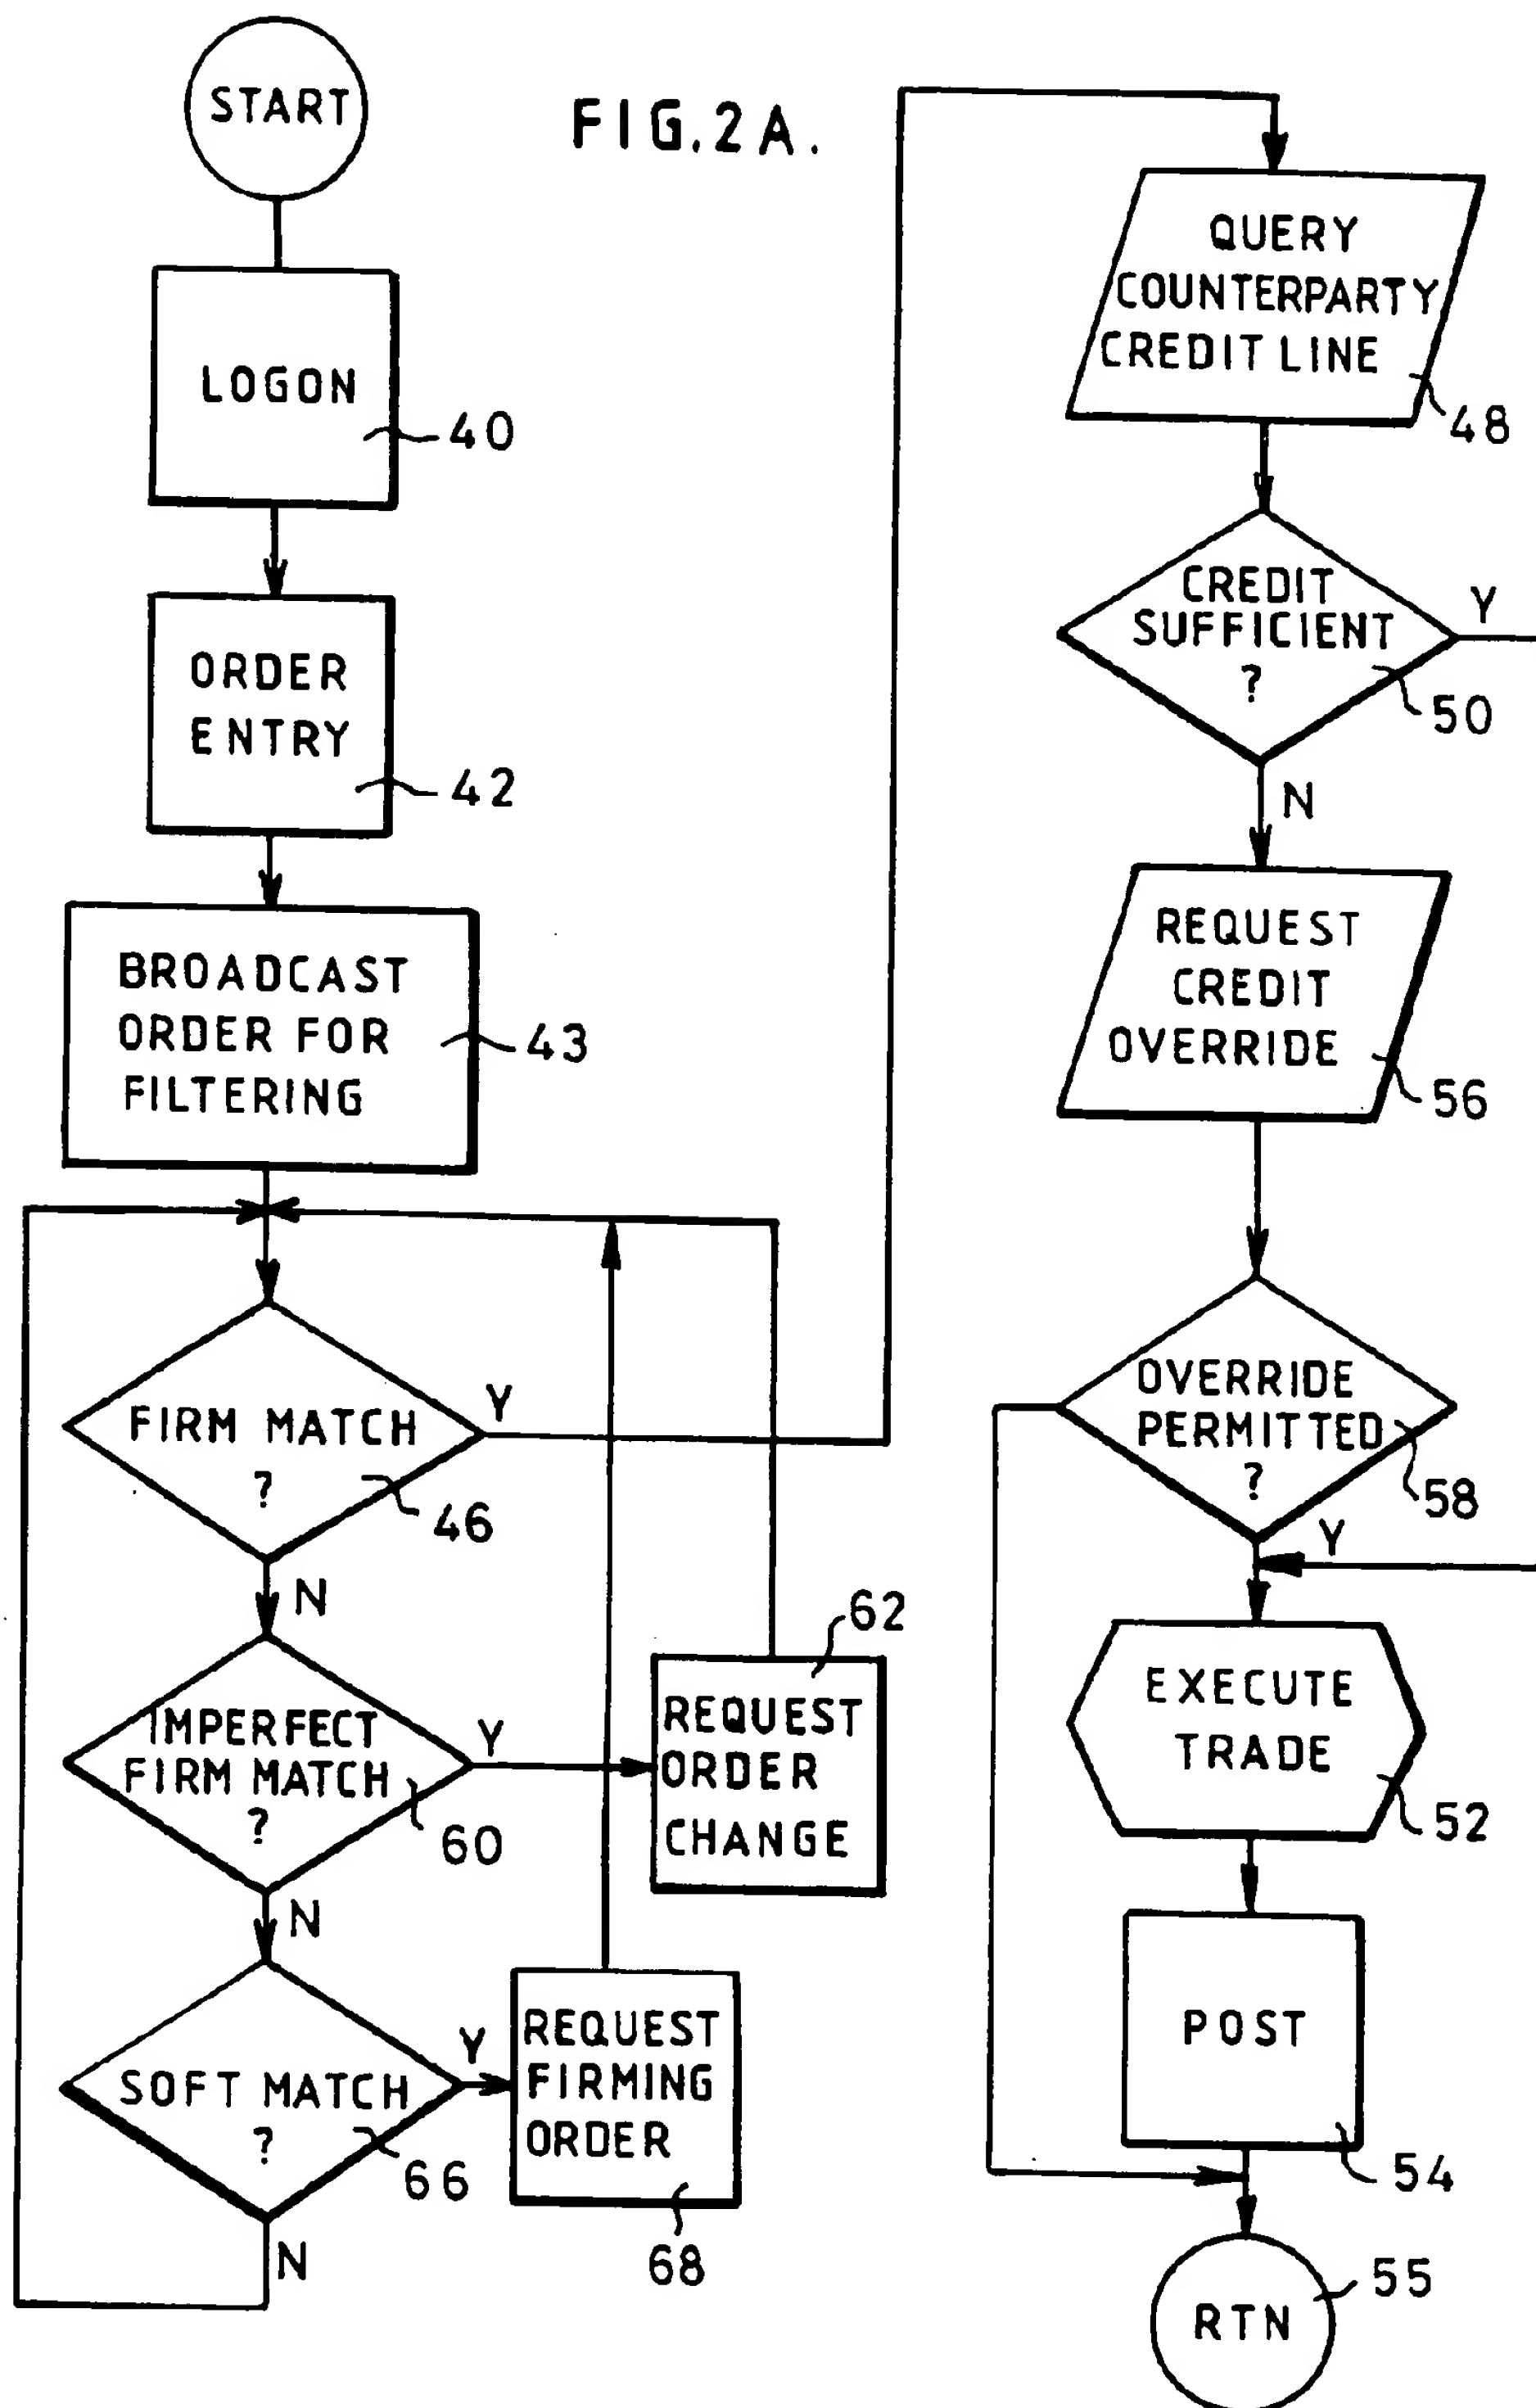 START
FIG.2A.
LOGON
40
ORDER
ENTRY
42
BROADCAST
ORDER FOR
FILTERING
43
FIRM MATCH
?
Y
46
N
IMPERFECT
FIRM MATCH
?
Y
60
N
62
REQUEST
ORDER
CHANGE
SOFT MATCH
?
Y
66
N
REQUEST
FIRMING
ORDER
68
QUERY
COUNTERPARTY
CREDIT LINE
48
CREDIT
SUFFICIENT
?
Y
50
N
REQUEST
CREDIT
OVERRIDE
56
OVERRIDE
PERMITTED
?
58
Y
EXECUTE
TRADE
52
POST
54
RTN
55